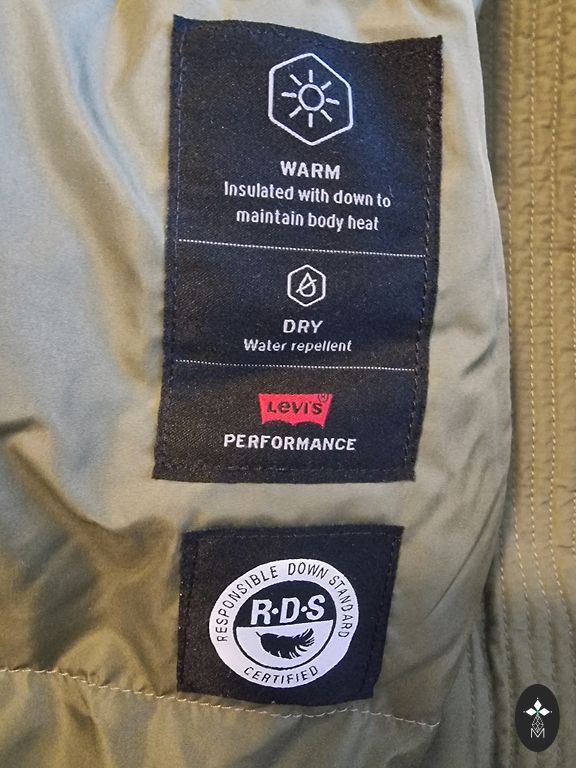 WARM
Insulated with down to
maintain body heat
DRY
Water repellent
Levi's®
PERFORMANCE
RESPONSIBLE DOWN STANDARD
R·D·S
CERTIFIED
M